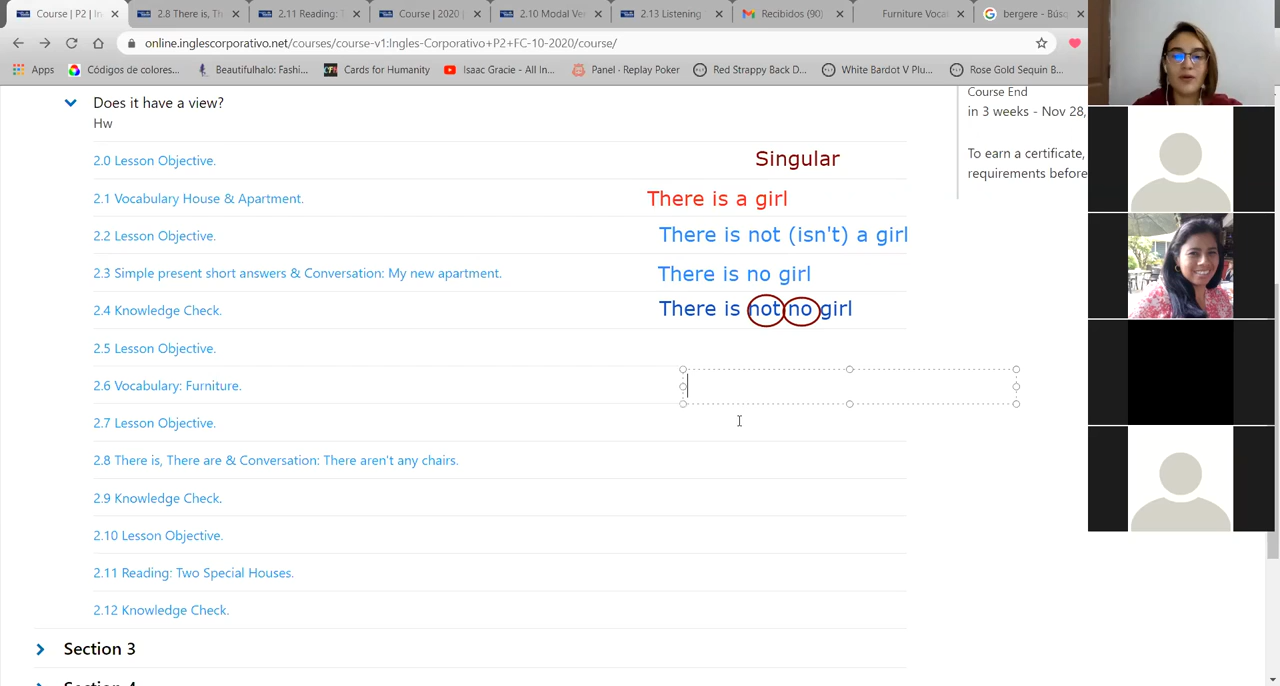 Course | P2 | In
2.8 There is, Th
2.11 Reading:
Course | 2020 |
2.10 Modal Ver
2.13 Listening
Recibidos (90)
Furniture Vocal
bergere - Búsq
online.inglescorporativo.net/courses/course-v1:Ingles-Corporativo+P2+FC-10-2020/course/
Apps
Códigos de colores...
Beautifulhalo: Fashi...
Cards for Humanity
Isaac Gracie - All In...
Panel - Replay Poker
Red Strappy Back D...
White Bardot V Plu...
Rose Gold Sequin B...
Does it have a view?
Hw
Course End
in 3 weeks - Nov 28,
To earn a certificate,
requirements before
2.0 Lesson Objective.
2.1 Vocabulary House & Apartment.
2.2 Lesson Objective.
2.3 Simple present short answers & Conversation: My new apartment.
2.4 Knowledge Check.
2.5 Lesson Objective.
2.6 Vocabulary: Furniture.
2.7 Lesson Objective.
2.8 There is, There are & Conversation: There aren't any chairs.
2.9 Knowledge Check.
2.10 Lesson Objective.
2.11 Reading: Two Special Houses.
2.12 Knowledge Check.
Section 3
Section 4
Singular
There is a girl
There is not (isn't) a girl
There is no girl
There is not no girl